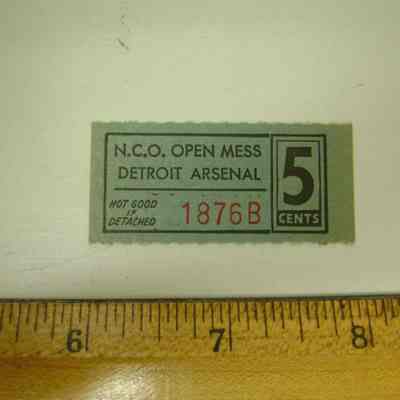 N.C.O. OPEN MESS
DETROIT ARSENAL
NOT GOOD
IF
DETACHED
1876B
5
CENTS
6 7 8